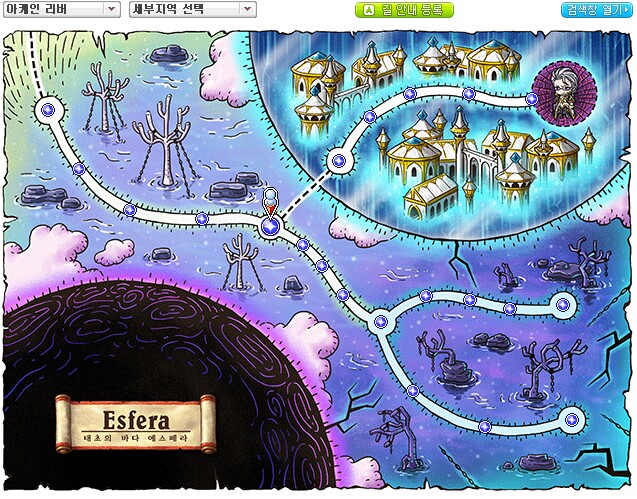 아케인 리버
세부지역 선택
길 안내 등록
검색창 열기
Esfera
태초의 바다 에스페라